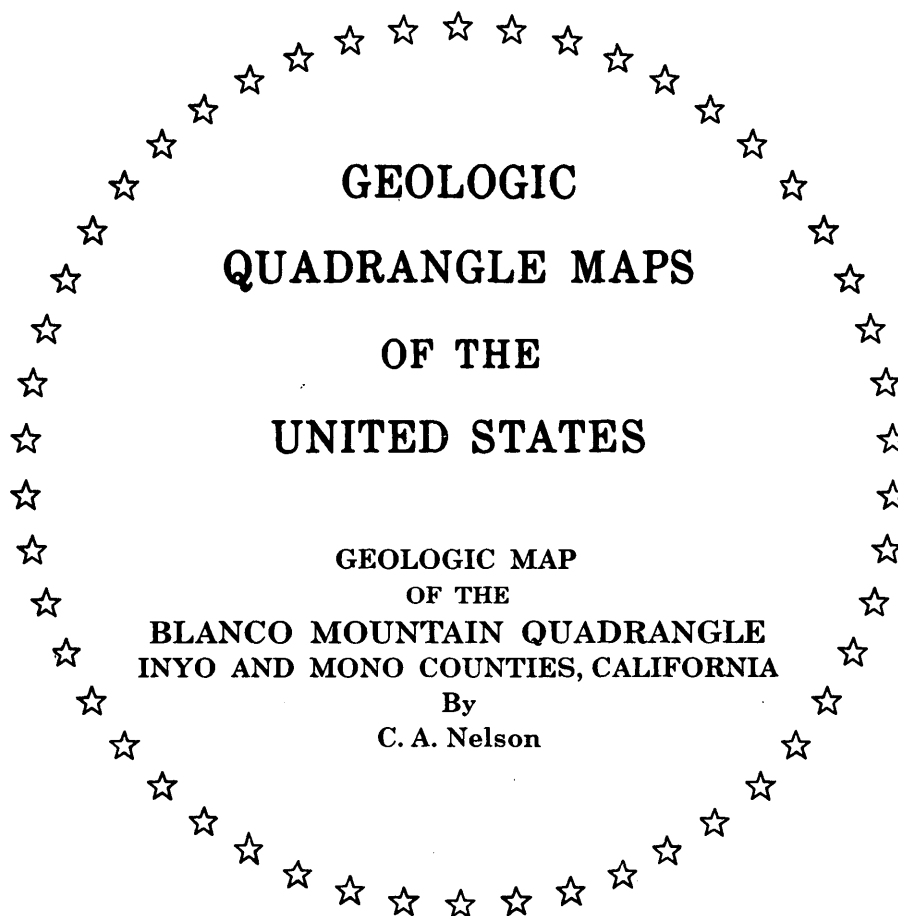 GEOLOGIC
QUADRANGLE MAPS
OF THE
UNITED STATES
GEOLOGIC MAP
OF THE
BLANCO MOUNTAIN QUADRANGLE
INYO AND MONO COUNTIES, CALIFORNIA
By
C. A. Nelson